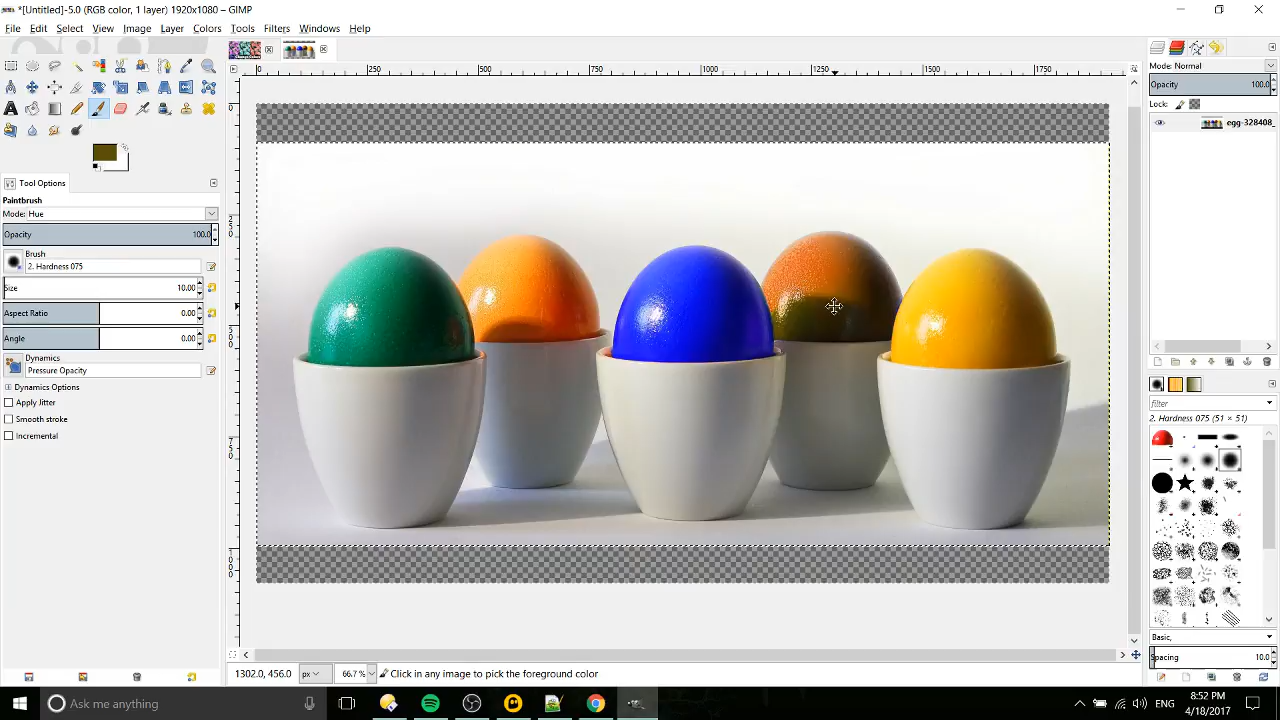 *[Untitled]-5.0 (RGB color, 1 layer) 1920x1080 – GIMP
File Edit Select View Image Layer Colors Tools Filters Windows Help
0 250 500 750 1000 1250 1500 1750
Mode: Normal
Opacity 100.0
Lock:
egg-328408_
Tool Options
Paintbrush
Mode: Hue
Opacity 100.0
Brush
2. Hardness 075
Size 10.00
Aspect Ratio 0.00
Angle 0.00
Dynamics
Pressure Opacity
Dynamics Options
Apply Jitter
Smooth stroke
Incremental
filter
2. Hardness 075 (51 × 51)
Basic,
Spacing 10.0
1302.0, 456.0 px 66.7 % Click in any image to pick the foreground color
Ask me anything
ENG
8:52 PM
4/18/2017